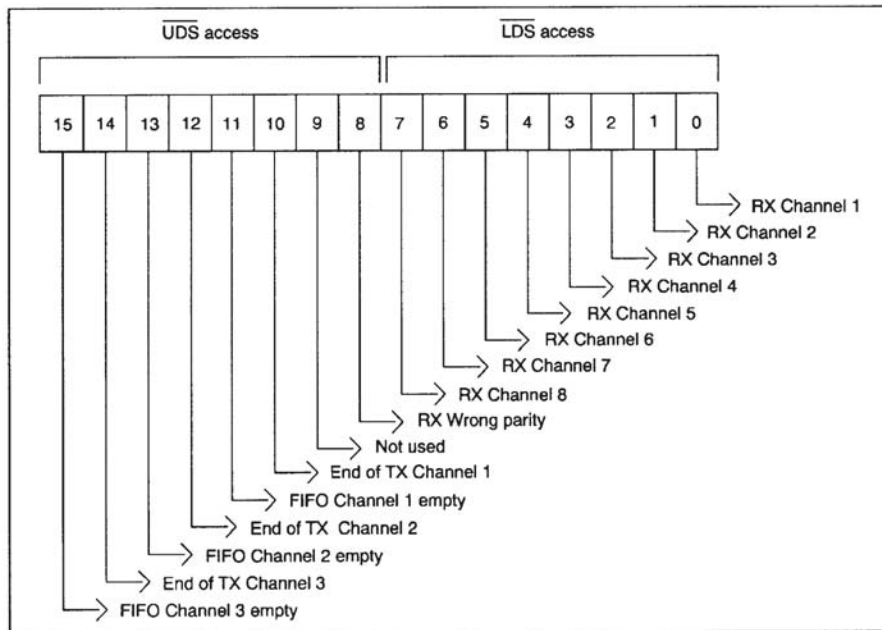 UDS access LDS access
15 14 13 12 11 10 9 8 7 6 5 4 3 2 1 0
RX Channel 1
RX Channel 2
RX Channel 3
RX Channel 4
RX Channel 5
RX Channel 6
RX Channel 7
RX Channel 8
RX Wrong parity
Not used
End of TX Channel 1
FIFO Channel 1 empty
End of TX Channel 2
FIFO Channel 2 empty
End of TX Channel 3
FIFO Channel 3 empty